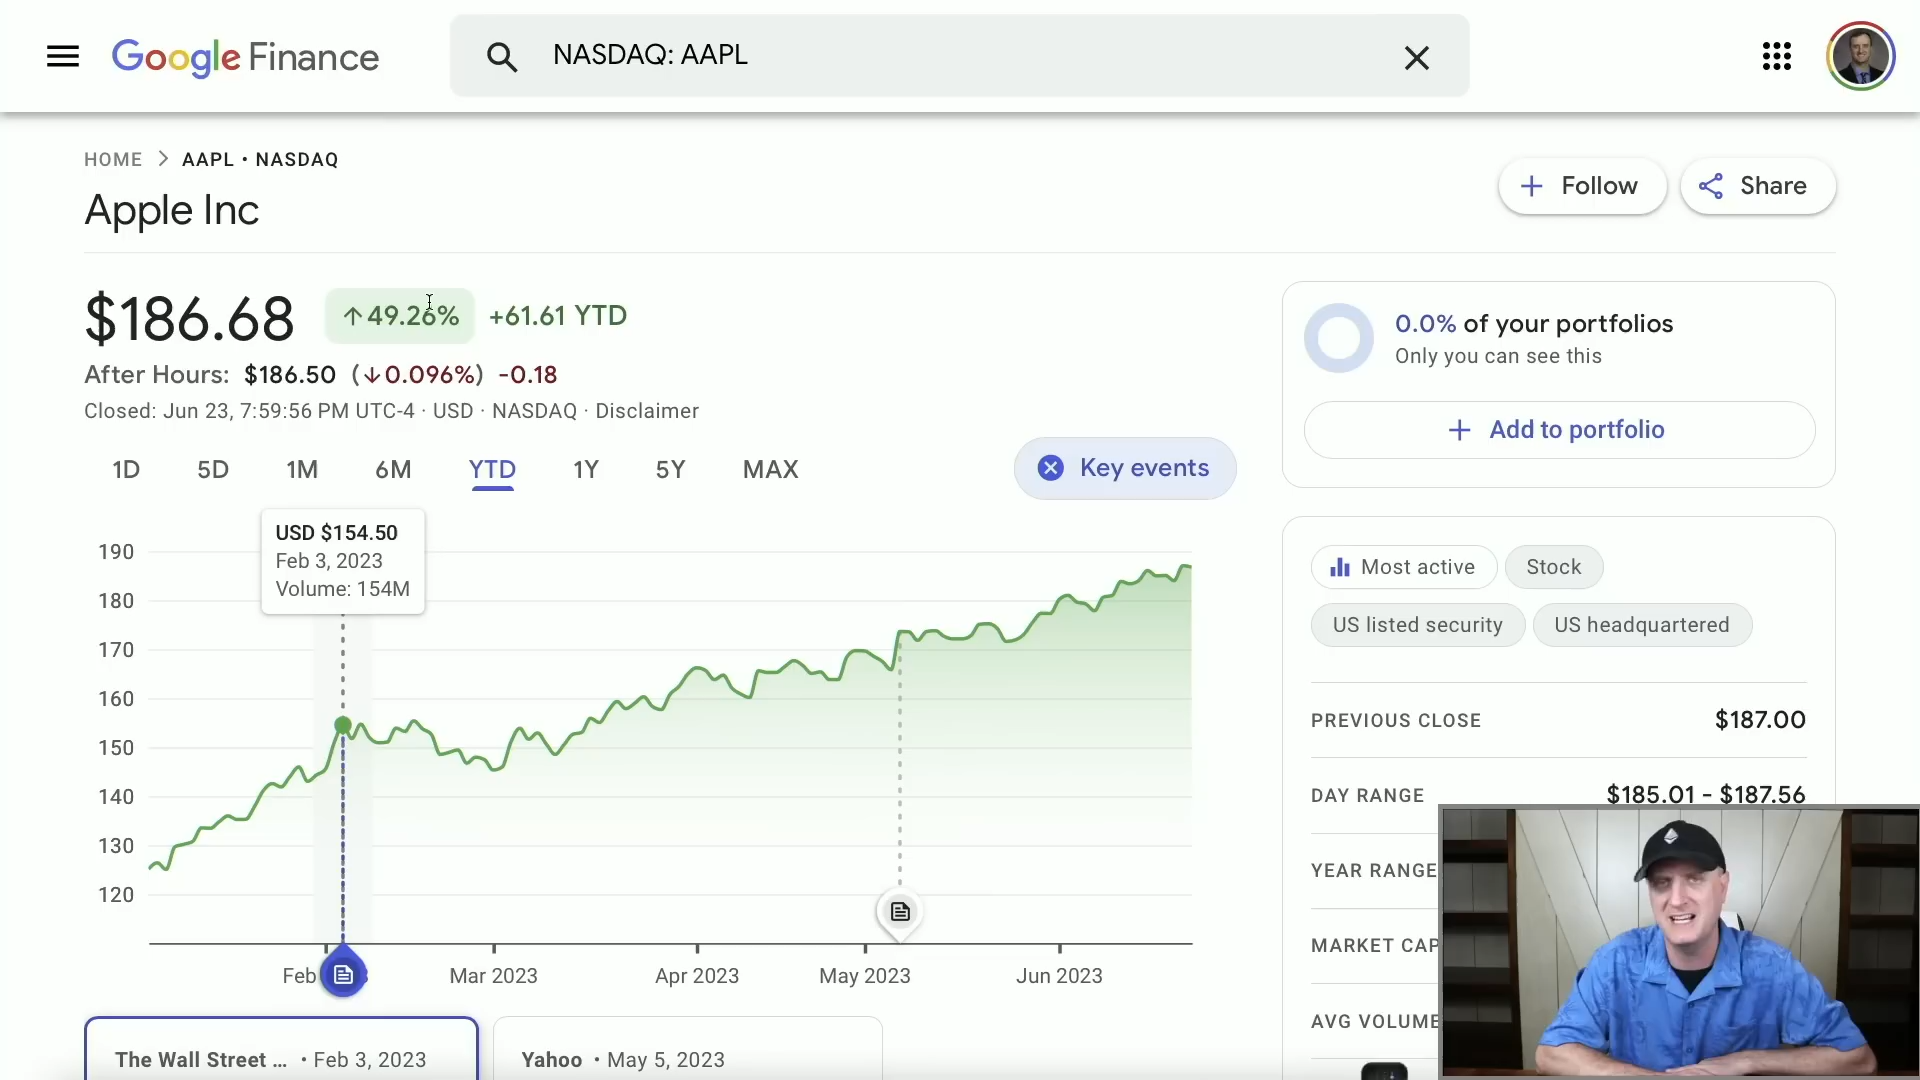 Google Finance
NASDAQ: AAPL
HOME > AAPL • NASDAQ
Apple Inc
Follow
Share
$186.68 ↑49.26% +61.61 YTD
After Hours: $186.50 (↓0.096%) -0.18
Closed: Jun 23, 7:59:56 PM UTC-4 · USD · NASDAQ · Disclaimer
1D 5D 1M 6M YTD 1Y 5Y MAX
Key events
USD $154.50
Feb 3, 2023
Volume: 154M
190
180
170
160
150
140
130
120
Feb Mar 2023 Apr 2023 May 2023 Jun 2023
The Wall Street ... • Feb 3, 2023
Yahoo • May 5, 2023
0.0% of your portfolios
Only you can see this
+ Add to portfolio
Most active
Stock
US listed security
US headquartered
PREVIOUS CLOSE $187.00
DAY RANGE $185.01 - $187.56
YEAR RANGE
MARKET CAP
AVG VOLUME